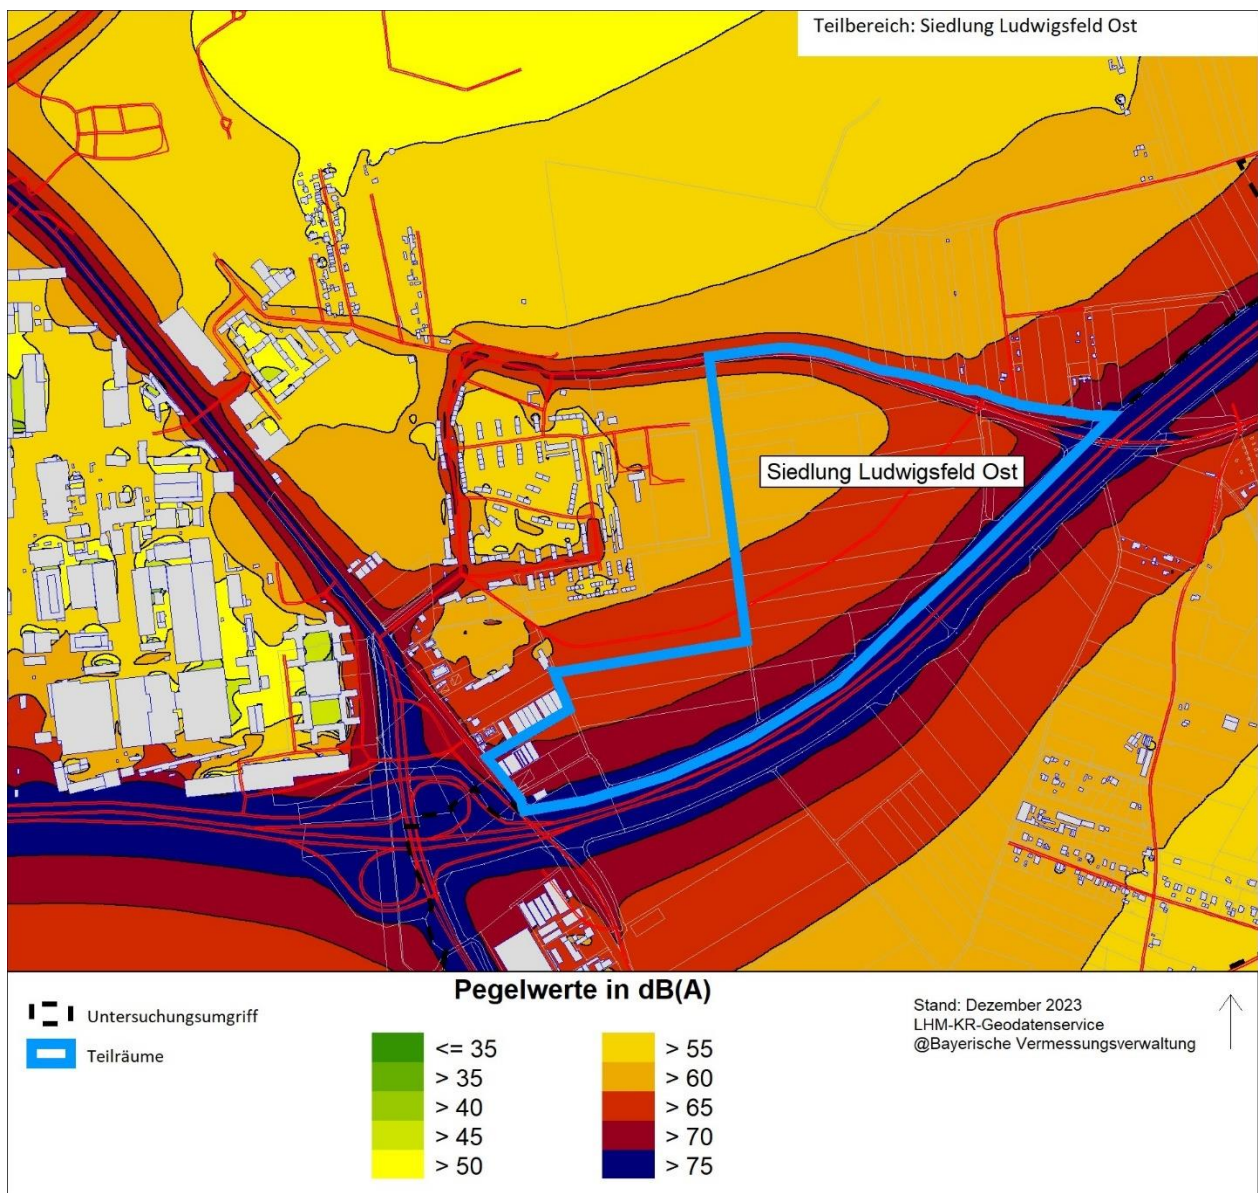 Teilbereich: Siedlung Ludwigsfeld Ost
Siedlung Ludwigsfeld Ost
Pegelwerte in dB(A)
Untersuchungsumgriff
Teilräume
<= 35
> 35
> 40
> 45
> 50
> 55
> 60
> 65
> 70
> 75
Stand: Dezember 2023
LHM-KR-Geodatenservice
@Bayerische Vermessungsverwaltung